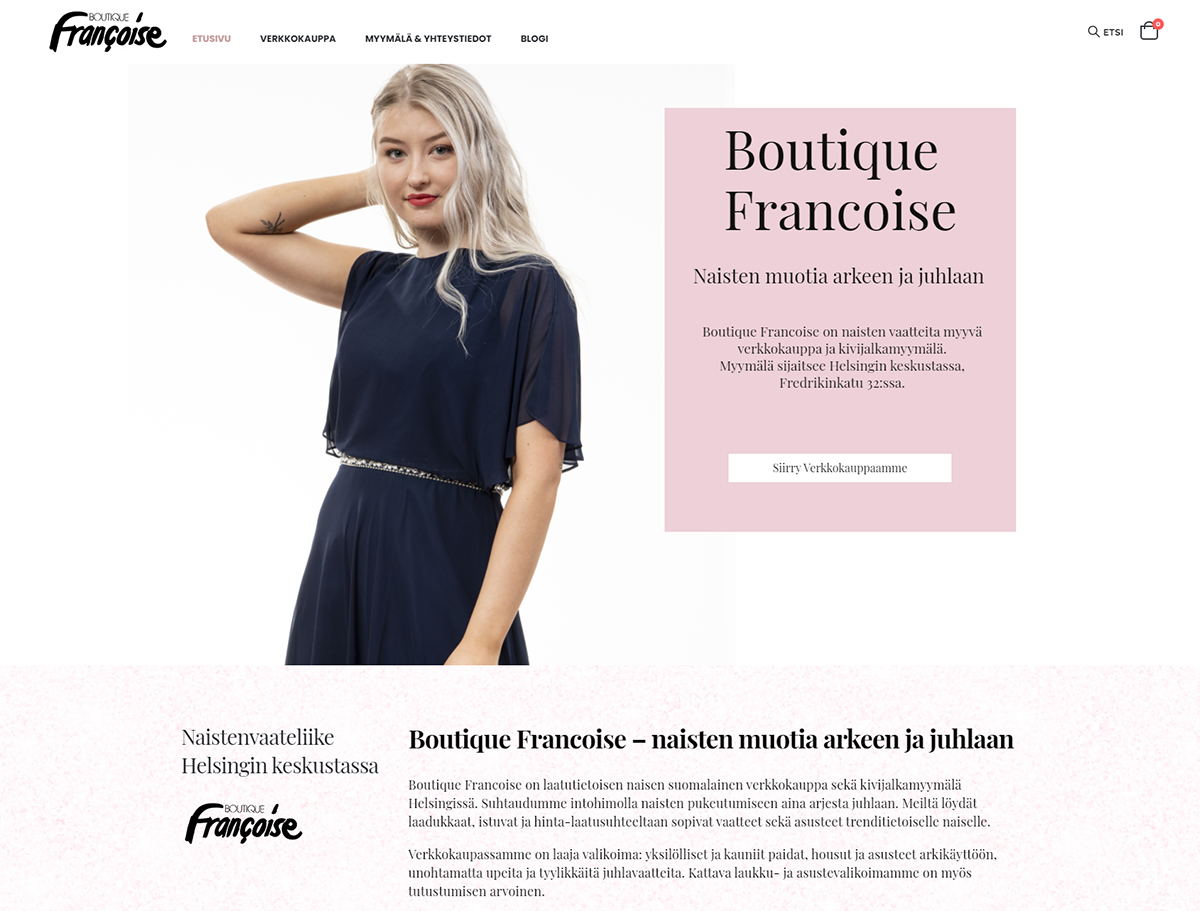 BOUTIQUE
Françoise
ETUSIVU
VERKKOKAUPPA
MYYMÄLÄ & YHTEYSTIEDOT
BLOGI
ETSI
0
Boutique
Francoise
Naisten muotia arkeen ja juhlaan
Boutique Francoise on naisten vaatteita myyvä
verkkokauppa ja kivijalkamyymälä.
Myymälä sijaitsee Helsingin keskustassa,
Fredrikinkatu 32:ssa.
Siirry Verkkokauppaamme
Naistenvaateliike
Helsingin keskustassa
BOUTIQUE
Françoise
Boutique Francoise – naisten muotia arkeen ja juhlaan
Boutique Francoise on laatutietoisen naisen suomalainen verkkokauppa sekä kivijalkamyymälä
Helsingissä. Suhtaudumme intohimolla naisten pukeutumiseen aina arjesta juhlaan. Meiltä löydät
laadukkaat, istuvat ja hinta-laatusuhteeltaan sopivat vaatteet sekä asusteet trenditietoiselle naiselle.
Verkkokaupassamme on laaja valikoima: yksilölliset ja kauniit paidat, housut ja asusteet arkikäyttöön,
unohtamatta upeita ja tyylikkäitä juhlavaatteita. Kattava laukku- ja asustevalikoimamme on myös
tutustumisen arvoinen.